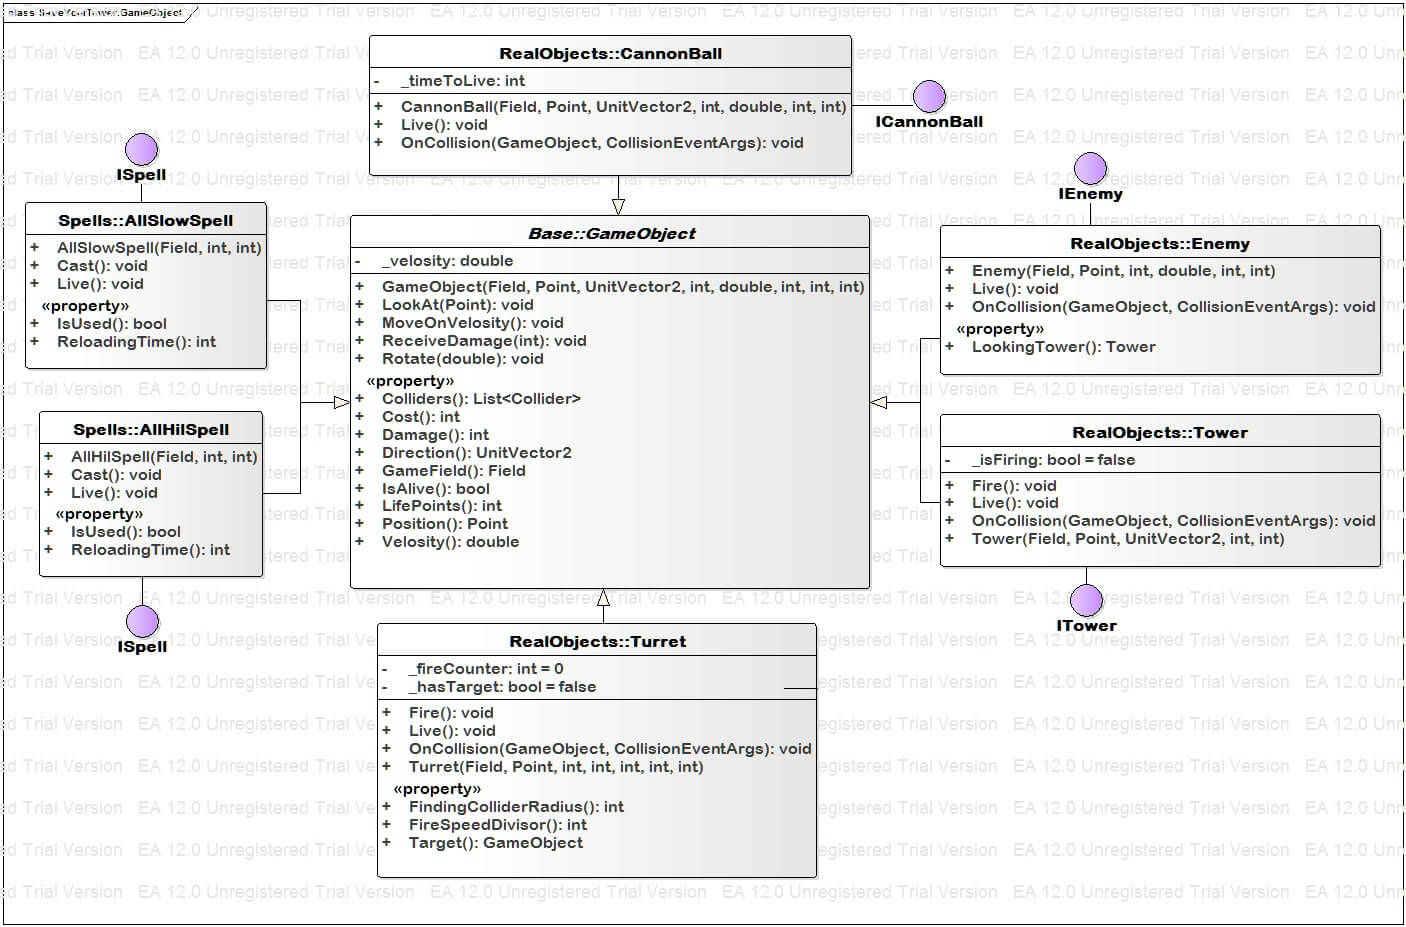 class SaveYourTower.GameObject
EA 12.0 Unregistered Trial Version
RealObjects::CannonBall
- _timeToLive: int
+ CannonBall(Field, Point, UnitVector2, int, double, int, int)
+ Live(): void
+ OnCollision(GameObject, CollisionEventArgs): void
ICannonBall
ISpell
Spells::AllSlowSpell
+ AllSlowSpell(Field, int, int)
+ Cast(): void
+ Live(): void
«property»
+ IsUsed(): bool
+ ReloadingTime(): int
Spells::AllHilSpell
+ AllHilSpell(Field, int, int)
+ Cast(): void
+ Live(): void
«property»
+ IsUsed(): bool
+ ReloadingTime(): int
ISpell
Base::GameObject
- _velosity: double
+ GameObject(Field, Point, UnitVector2, int, double, int, int, int)
+ LookAt(Point): void
+ MoveOnVelosity(): void
+ ReceiveDamage(int): void
+ Rotate(double): void
«property»
+ Colliders(): List<Collider>
+ Cost(): int
+ Damage(): int
+ Direction(): UnitVector2
+ GameField(): Field
+ IsAlive(): bool
+ LifePoints(): int
+ Position(): Point
+ Velosity(): double
IEnemy
RealObjects::Enemy
+ Enemy(Field, Point, int, double, int, int)
+ Live(): void
+ OnCollision(GameObject, CollisionEventArgs): void
«property»
+ LookingTower(): Tower
RealObjects::Tower
- _isFiring: bool = false
+ Fire(): void
+ Live(): void
+ OnCollision(GameObject, CollisionEventArgs): void
+ Tower(Field, Point, UnitVector2, int, int)
ITower
RealObjects::Turret
- _fireCounter: int = 0
- _hasTarget: bool = false
+ Fire(): void
+ Live(): void
+ OnCollision(GameObject, CollisionEventArgs): void
+ Turret(Field, Point, int, int, int, int, int)
«property»
+ FindingColliderRadius(): int
+ FireSpeedDivisor(): int
+ Target(): GameObject